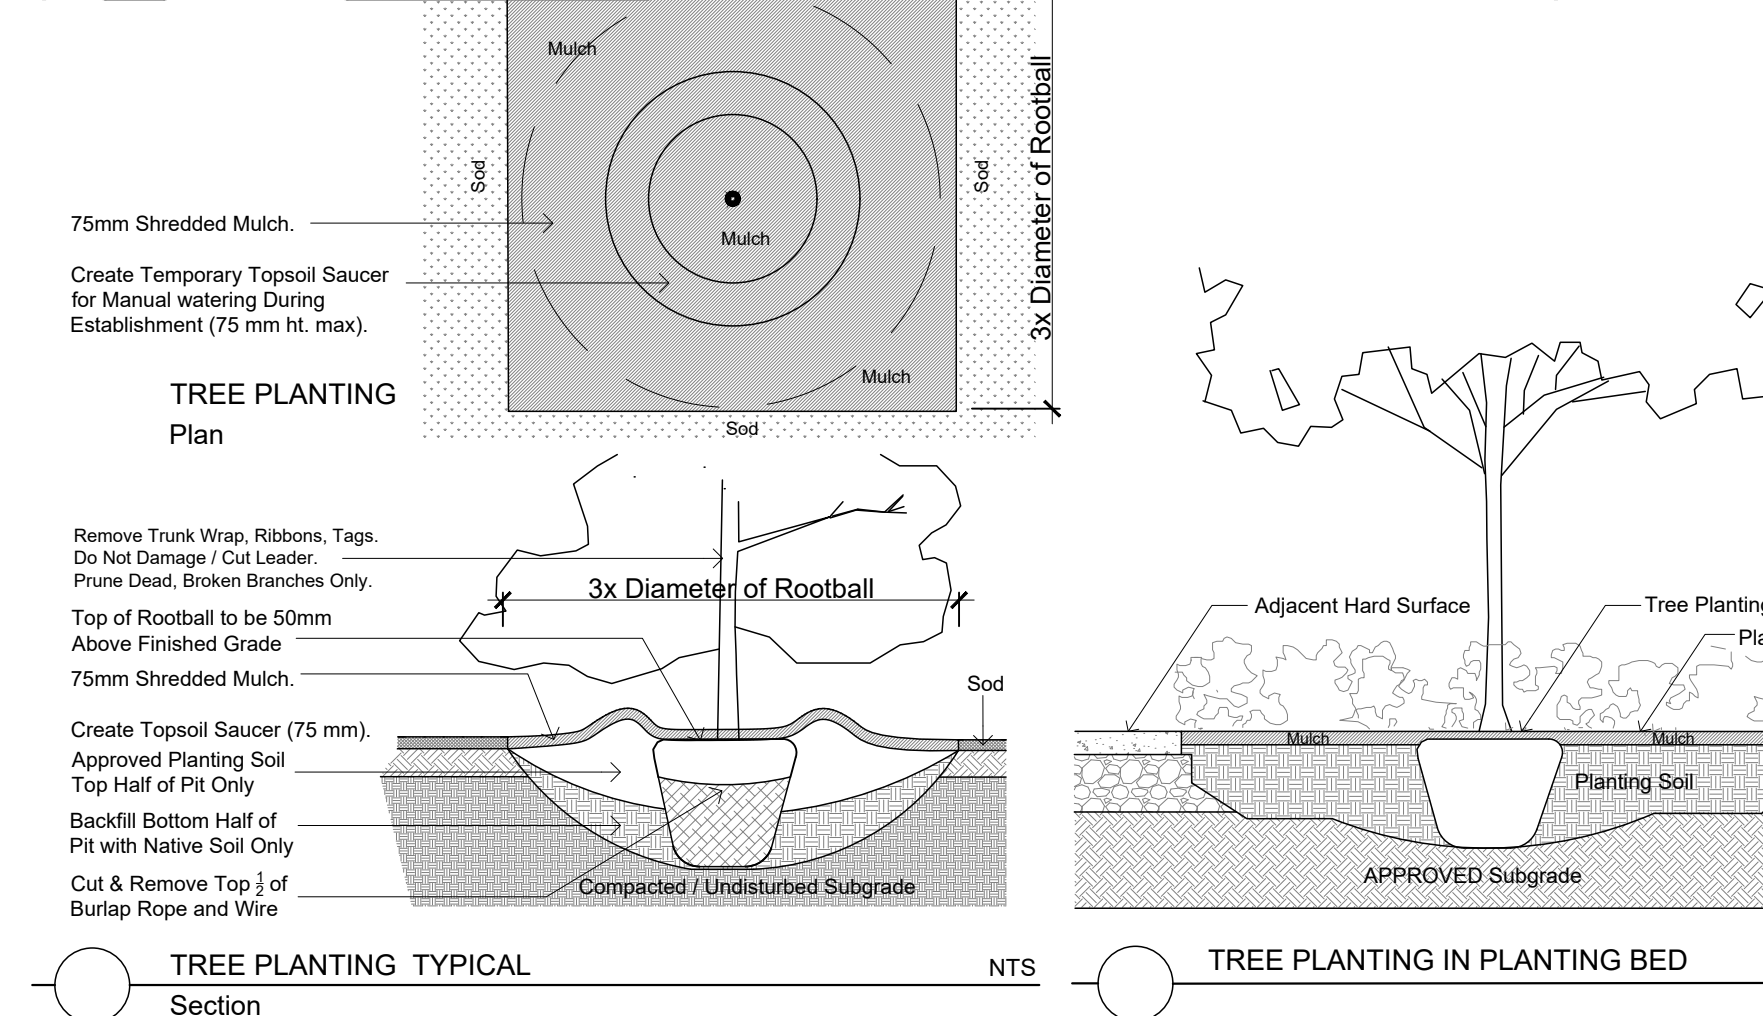 Mulch
Sod
Sod
3x Diameter of Rootball
75mm Shredded Mulch.
Mulch
Create Temporary Topsoil Saucer
for Manual watering During
Establishment (75 mm ht. max).
Mulch
TREE PLANTING
Plan
Sod
Remove Trunk Wrap, Ribbons, Tags.
Do Not Damage / Cut Leader.
Prune Dead, Broken Branches Only.
3x Diameter of Rootball
Top of Rootball to be 50mm
Above Finished Grade
75mm Shredded Mulch.
Sod
Create Topsoil Saucer (75 mm).
Approved Planting Soil
Top Half of Pit Only
Backfill Bottom Half of
Pit with Native Soil Only
Cut & Remove Top ½ of
Burlap Rope and Wire
Compacted / Undisturbed Subgrade
TREE PLANTING  TYPICAL
NTS
Section
Adjacent Hard Surface
Tree Planting
Mulch
Mulch
Planting Soil
APPROVED Subgrade
TREE PLANTING IN PLANTING BED